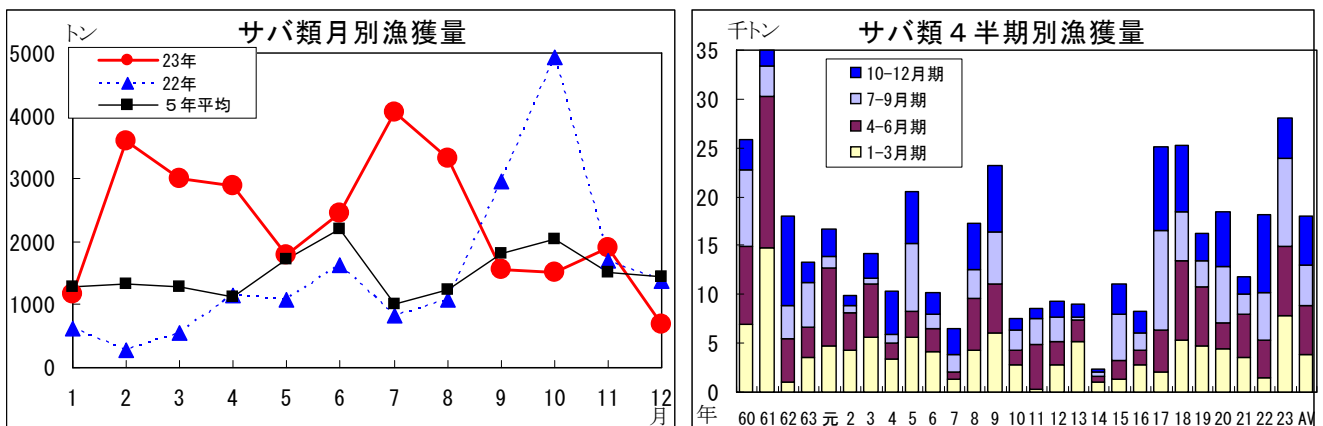 トン
サバ類月別漁獲量
23年
22年
５年平均
5000
4000
3000
2000
1000
0
1 2 3 4 5 6 7 8 9 10 11 12
月
千トン
サバ類４半期別漁獲量
10-12月期
7-9月期
4-6月期
1-3月期
35
30
25
20
15
10
5
0
年 60 61 62 63 元 2 3 4 5 6 7 8 9 10 11 12 13 14 15 16 17 18 19 20 21 22 23 AV